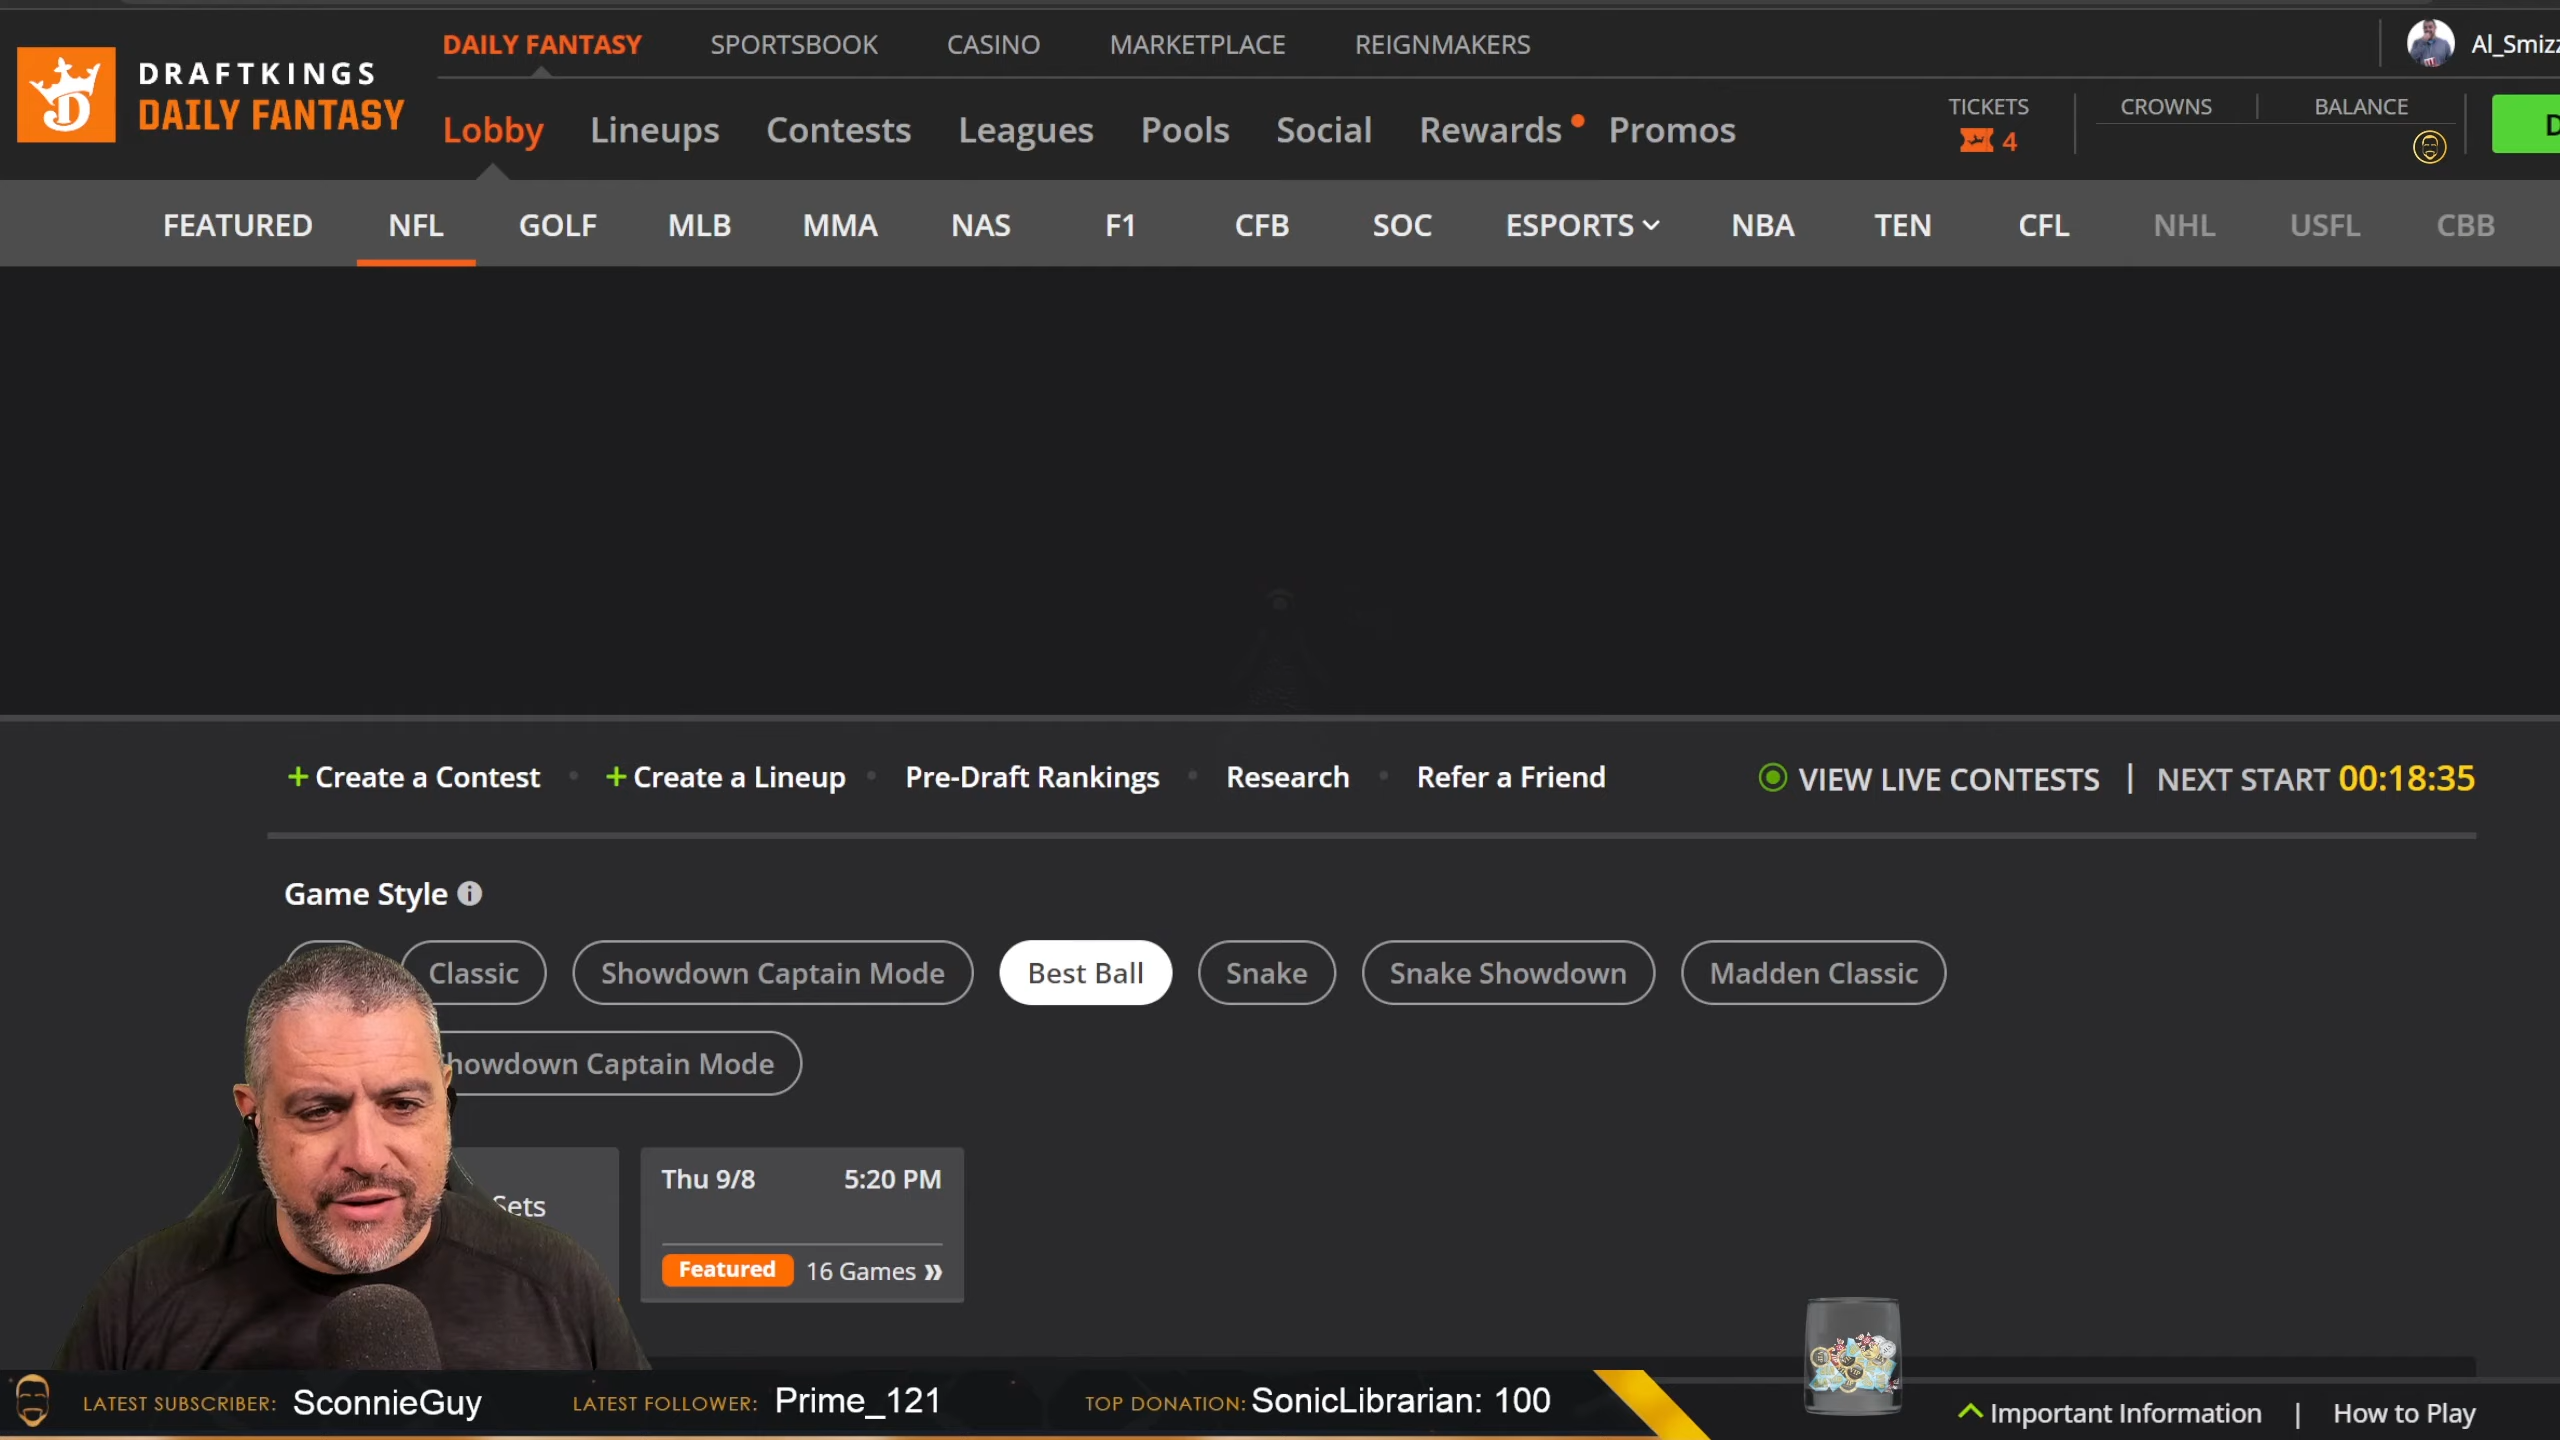 DAILY FANTASY SPORTSBOOK CASINO MARKETPLACE REIGNMAKERS
DRAFTKINGS
DAILY FANTASY
Lobby Lineups Contests Leagues Pools Social Rewards Promos
TICKETS CROWNS BALANCE
4
FEATURED NFL GOLF MLB MMA NAS F1 CFB SOC ESPORTS NBA TEN CFL NHL USFL CBB
+ Create a Contest • + Create a Lineup • Pre-Draft Rankings • Research • Refer a Friend VIEW LIVE CONTESTS | NEXT START 00:18:35
Game Style
Classic Showdown Captain Mode Best Ball Snake Snake Showdown Madden Classic
Showdown Captain Mode
Sets
Thu 9/8 5:20 PM
Featured 16 Games »
LATEST SUBSCRIBER: SconnieGuy LATEST FOLLOWER: Prime_121 TOP DONATION: SonicLibrarian: 100
Important Information | How to Play